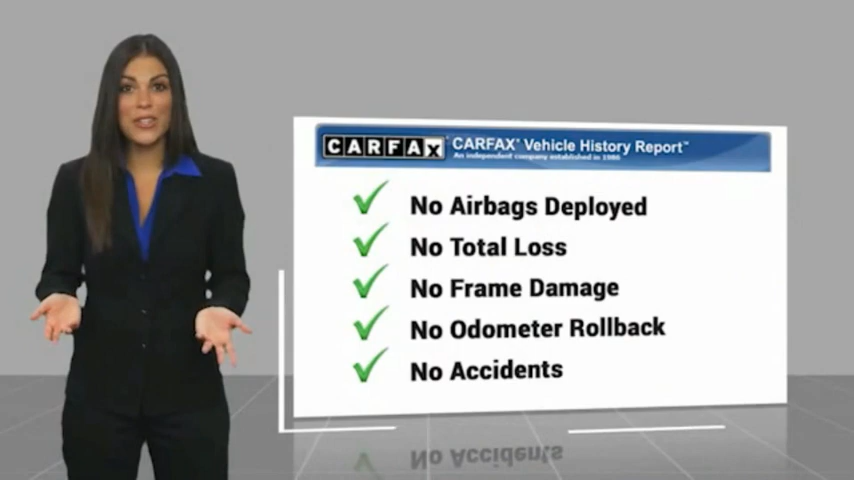 CARFAX
CARFAX® Vehicle History Report™
An independent company established in 1986
No Airbags Deployed
No Total Loss
No Frame Damage
No Odometer Rollback
No Accidents
No Accidents